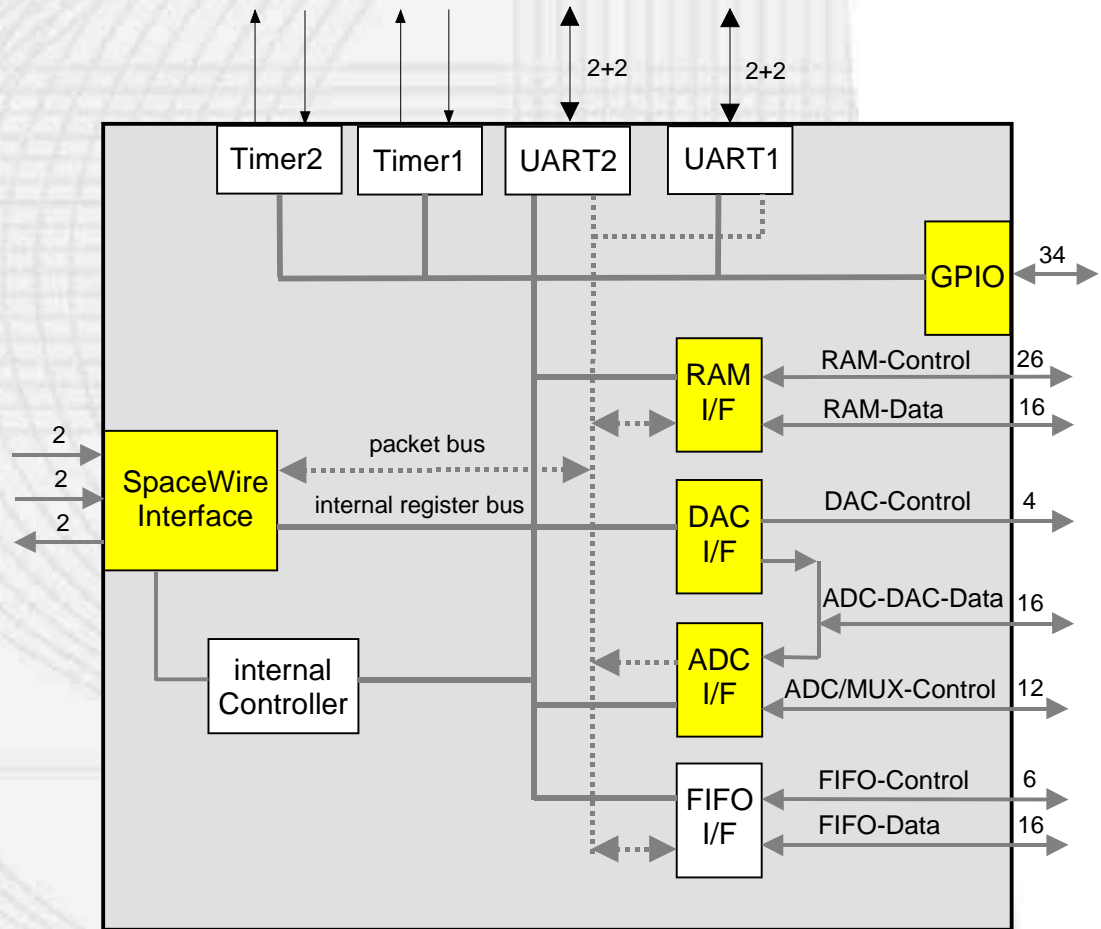 2+2
2+2
Timer2
Timer1
UART2
UART1
GPIO
34
RAM
I/F
RAM-Control
26
RAM-Data
16
2
2
2
SpaceWire
Interface
packet bus
internal register bus
DAC
I/F
DAC-Control
4
ADC-DAC-Data
16
ADC
I/F
ADC/MUX-Control
12
internal
Controller
FIFO
I/F
FIFO-Control
6
FIFO-Data
16